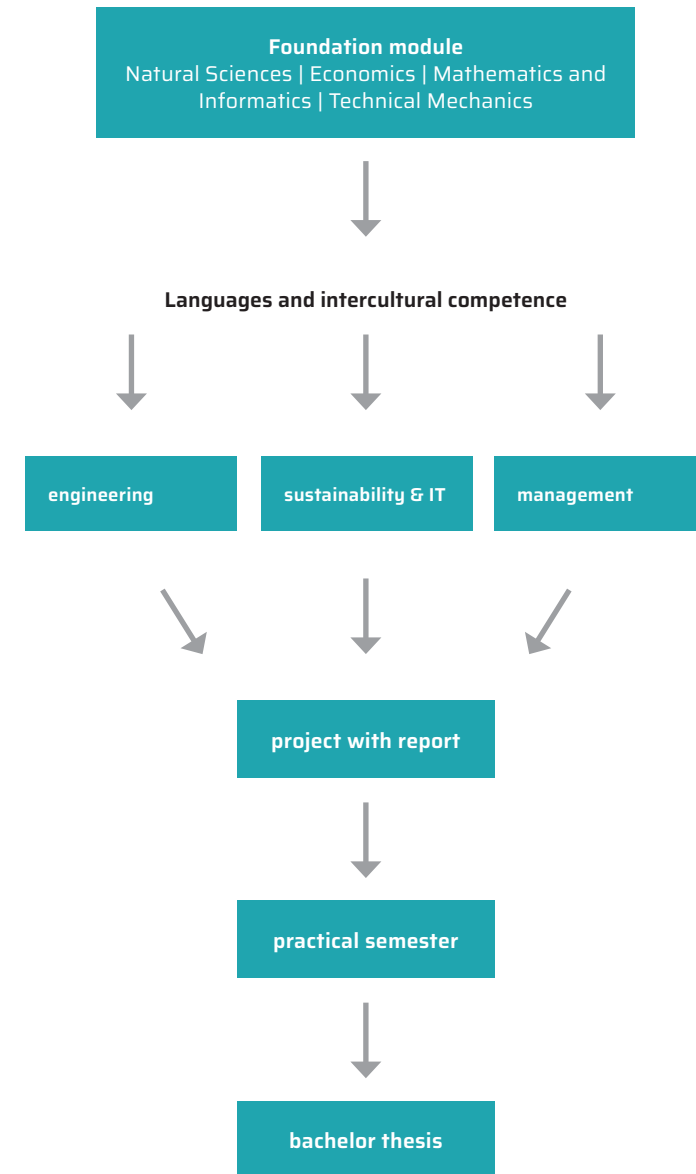 Foundation module
Natural Sciences | Economics | Mathematics and
Informatics | Technical Mechanics
Languages and intercultural competence
engineering
sustainability & IT
management
project with report
practical semester
bachelor thesis